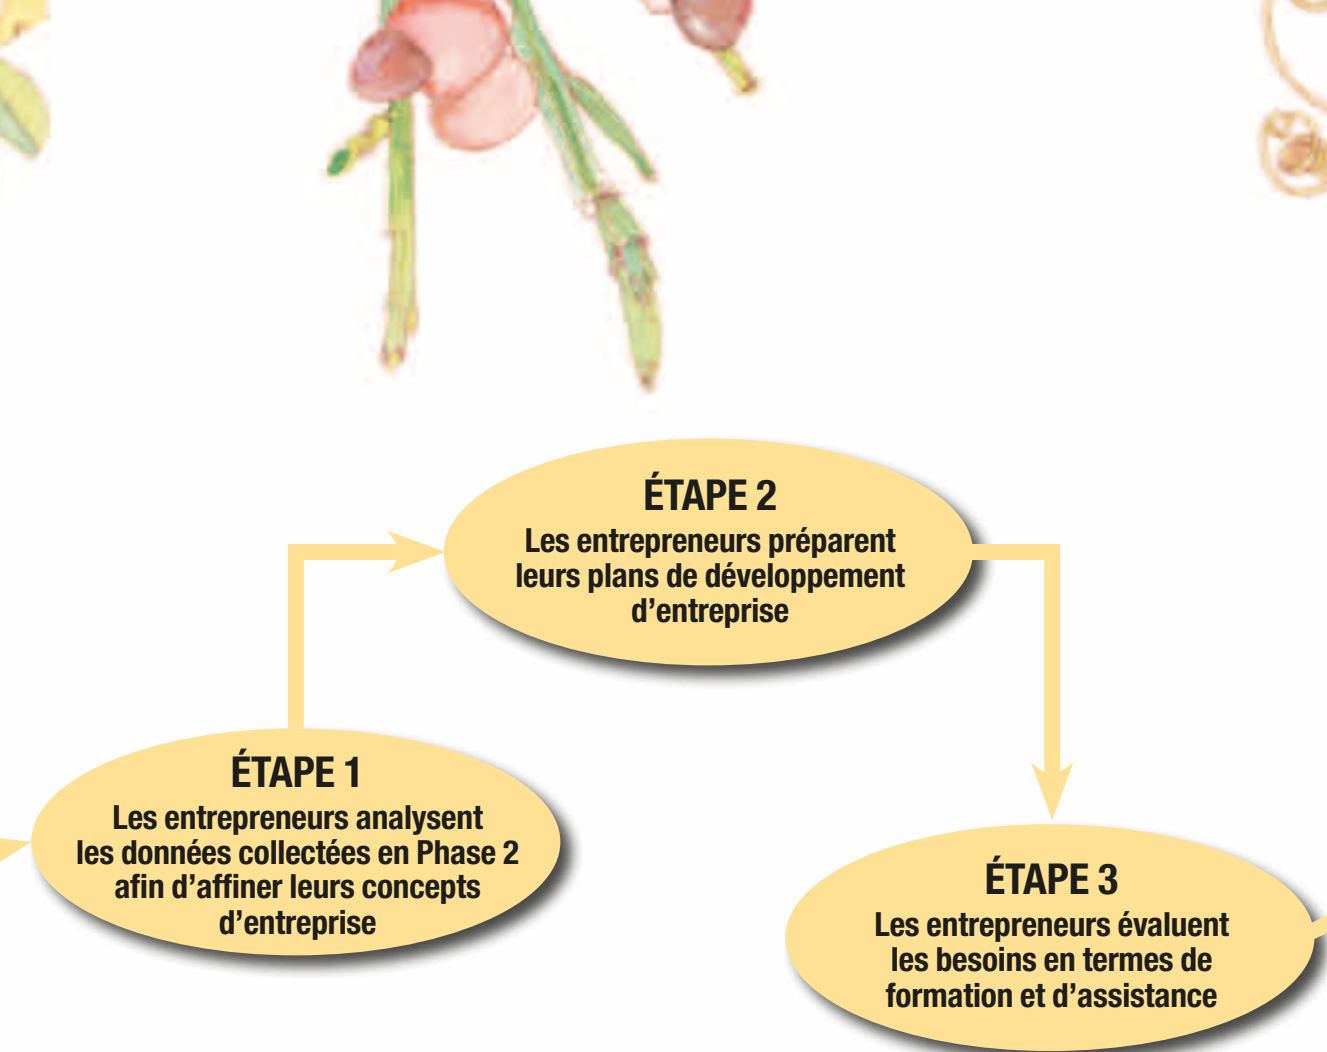 ÉTAPE 1
Les entrepreneurs analysent
les données collectées en Phase 2
afin d’affiner leurs concepts
d’entreprise
ÉTAPE 2
Les entrepreneurs préparent
leurs plans de développement
d’entreprise
ÉTAPE 3
Les entrepreneurs évaluent
les besoins en termes de
formation et d’assistance